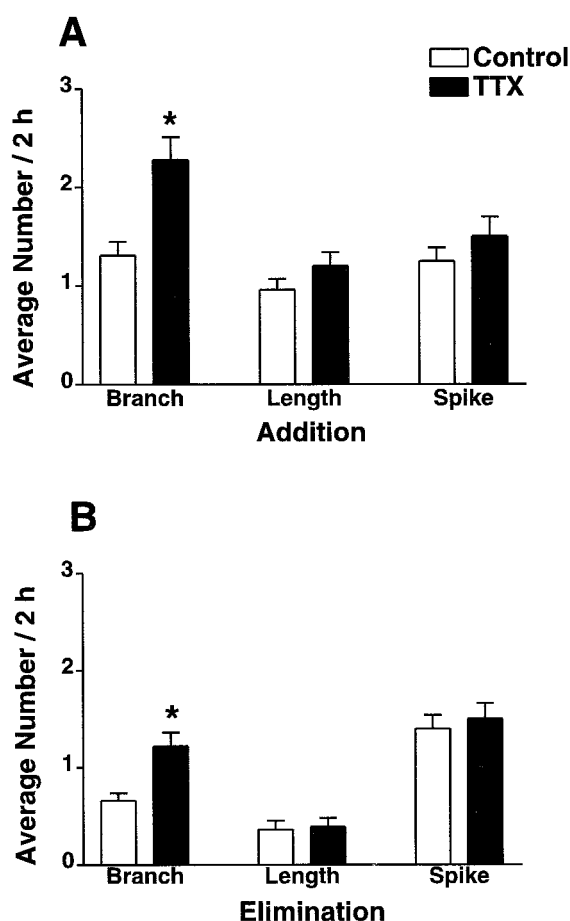 A
Control
TTX
Average Number / 2 h
3
2
1
0
*
Branch Length Spike
Addition
B
Average Number / 2 h
3
2
1
0
*
Branch Length Spike
Elimination